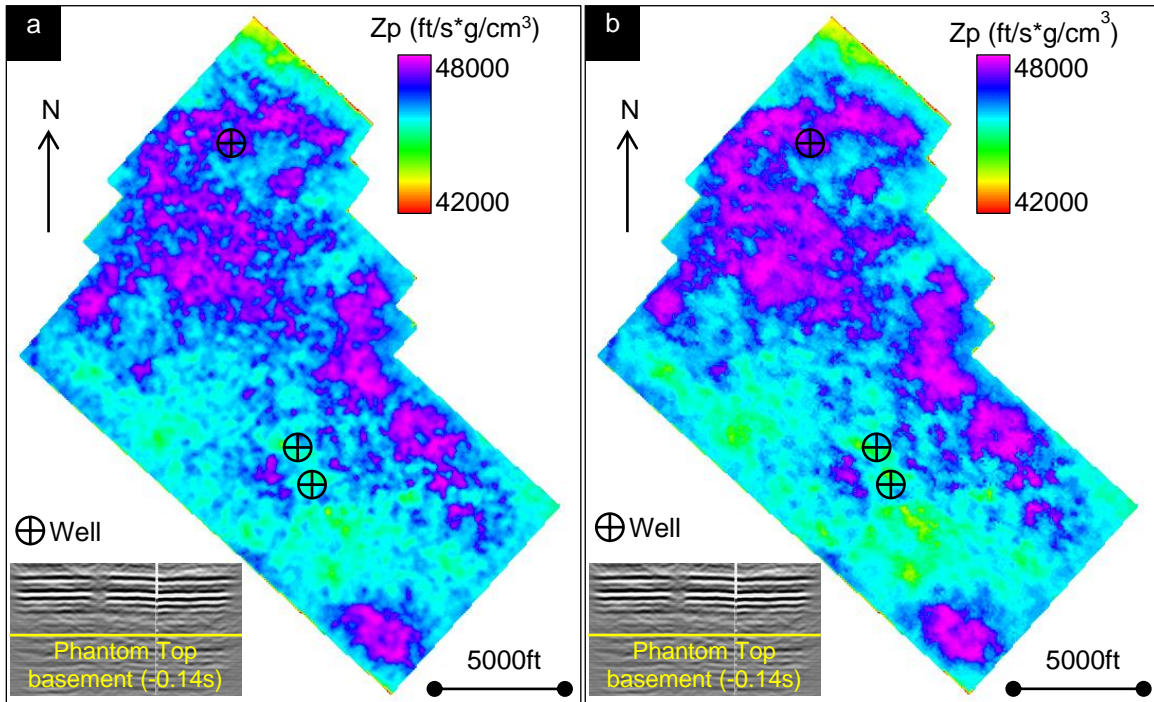 a
Zp (ft/s*g/cm³)
48000
42000
N
Well
Phantom Top
basement (-0.14s)
5000ft
b
Zp (ft/s*g/cm³)
48000
42000
N
Well
Phantom Top
basement (-0.14s)
5000ft